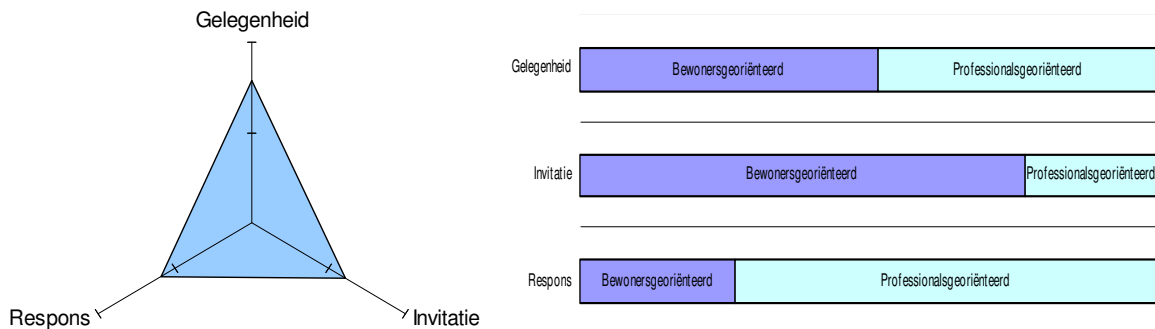 Gelegenheid
Respons
Invitatie
Gelegenheid
Bewonersgeoriënteerd
Professionalsgeoriënteerd
Invitatie
Bewonersgeoriënteerd
Professionalsgeoriënteerd
Respons
Bewonersgeoriënteerd
Professionalsgeoriënteerd